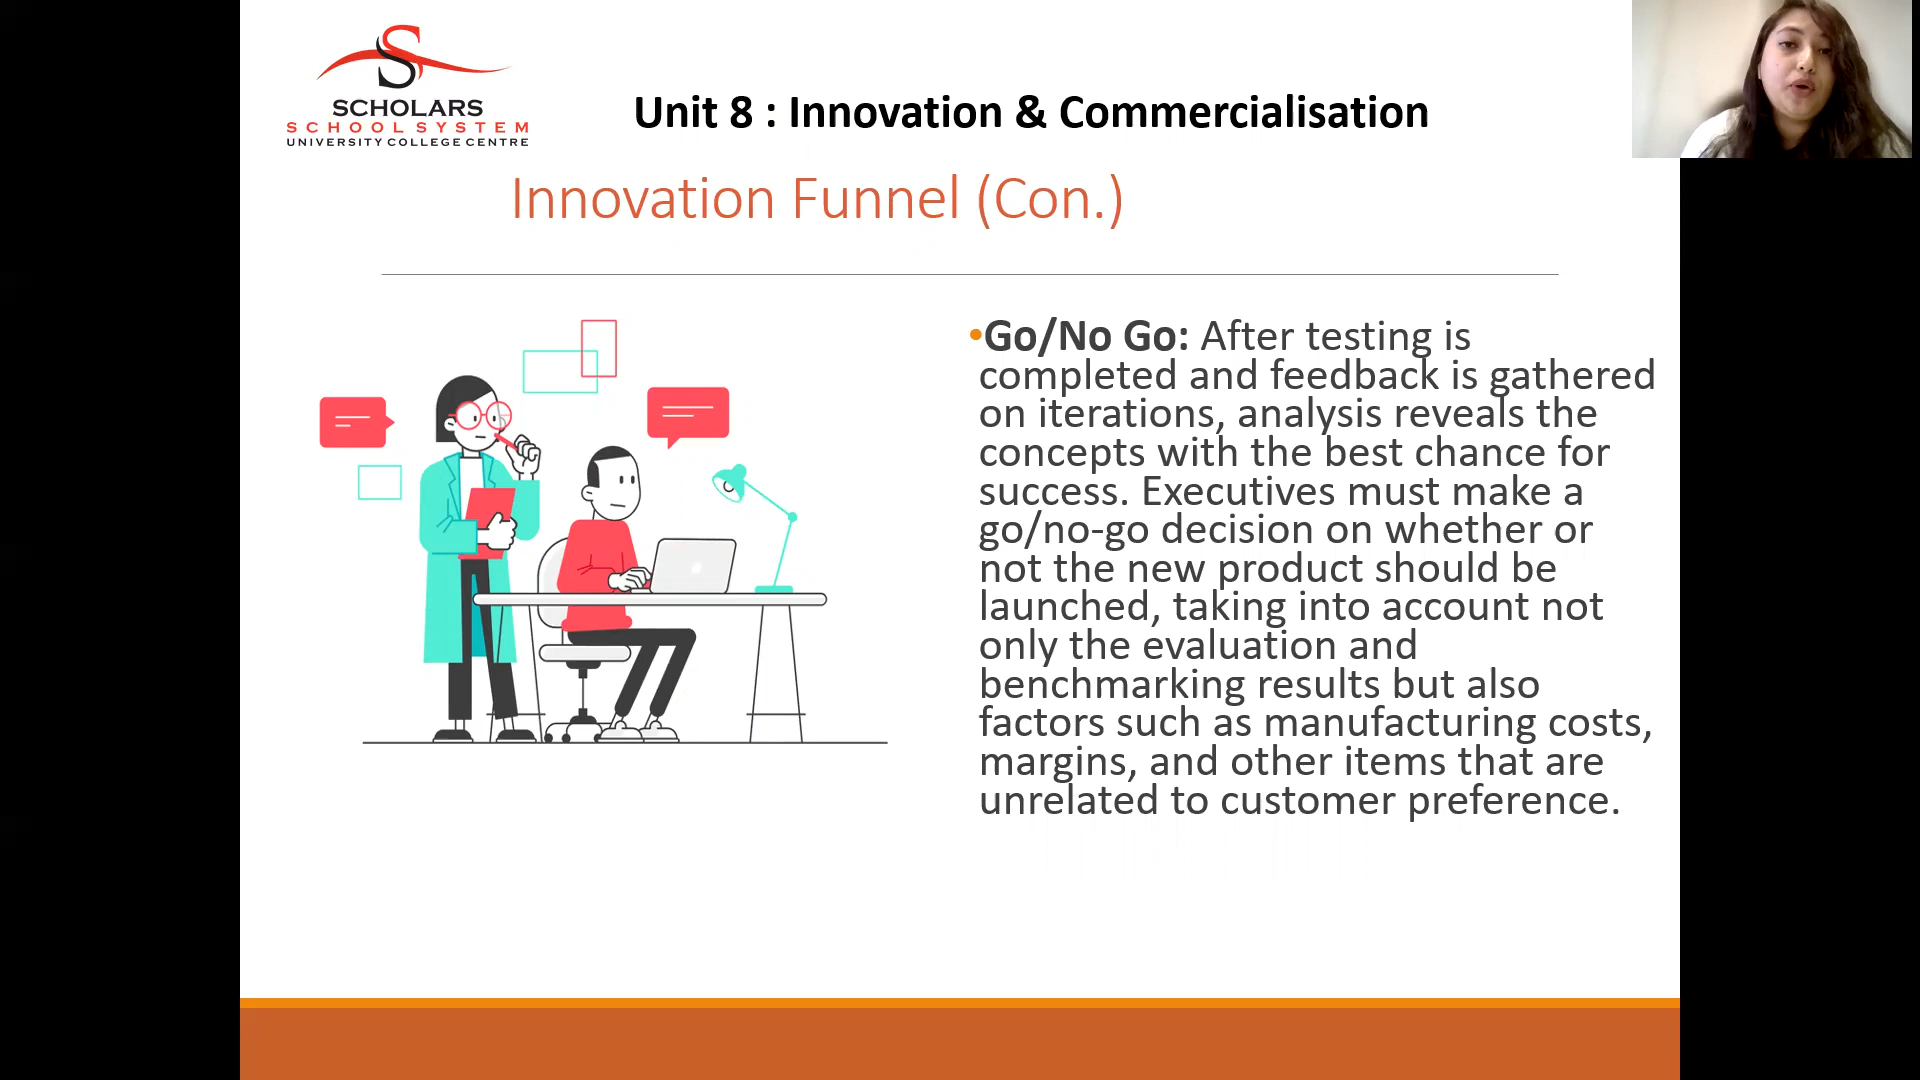 SCHOLARS
SCHOOL SYSTEM
UNIVERSITY COLLEGE CENTRE
Unit 8 : Innovation & Commercialisation
Innovation Funnel (Con.)
•Go/No Go: After testing is
completed and feedback is gathered
on iterations, analysis reveals the
concepts with the best chance for
success. Executives must make a
go/no-go decision on whether or
not the new product should be
launched, taking into account not
only the evaluation and
benchmarking results but also
factors such as manufacturing costs,
margins, and other items that are
unrelated to customer preference.